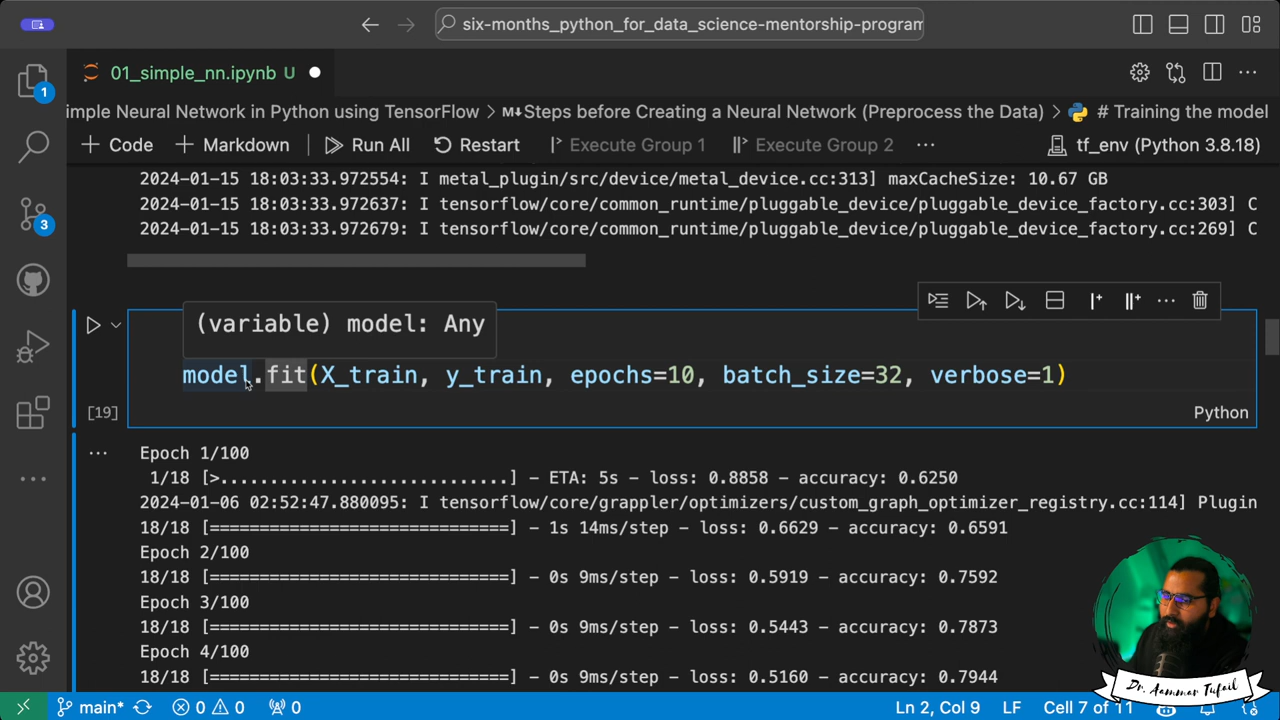 six-months_python_for_data_science-mentorship-program
01_simple_nn.ipynb U
1
imple Neural Network in Python using TensorFlow > M↓Steps before Creating a Neural Network (Preprocess the Data) > # Training the model
+ Code + Markdown Run All Restart Execute Group 1 Execute Group 2 ... tf_env (Python 3.8.18)
2024-01-15 18:03:33.972554: I metal_plugin/src/device/metal_device.cc:313] maxCacheSize: 10.67 GB
2024-01-15 18:03:33.972637: I tensorflow/core/common_runtime/pluggable_device/pluggable_device_factory.cc:303] C
2024-01-15 18:03:33.972679: I tensorflow/core/common_runtime/pluggable_device/pluggable_device_factory.cc:269] C
3
(variable) model: Any
model.fit(X_train, y_train, epochs=10, batch_size=32, verbose=1)
[19]
Python
Epoch 1/100
1/18 [>.............................] - ETA: 5s - loss: 0.8858 - accuracy: 0.6250
2024-01-06 02:52:47.880095: I tensorflow/core/grappler/optimizers/custom_graph_optimizer_registry.cc:114] Plugin
18/18 [==============================] - 1s 14ms/step - loss: 0.6629 - accuracy: 0.6591
Epoch 2/100
18/18 [==============================] - 0s 9ms/step - loss: 0.5919 - accuracy: 0.7592
Epoch 3/100
18/18 [==============================] - 0s 9ms/step - loss: 0.5443 - accuracy: 0.7873
Epoch 4/100
18/18 [==============================] - 0s 9ms/step - loss: 0.5160 - accuracy: 0.7944
Dr. Aammar Tufail
main* 0 0 0 Ln 2, Col 9 LF Cell 7 of 11